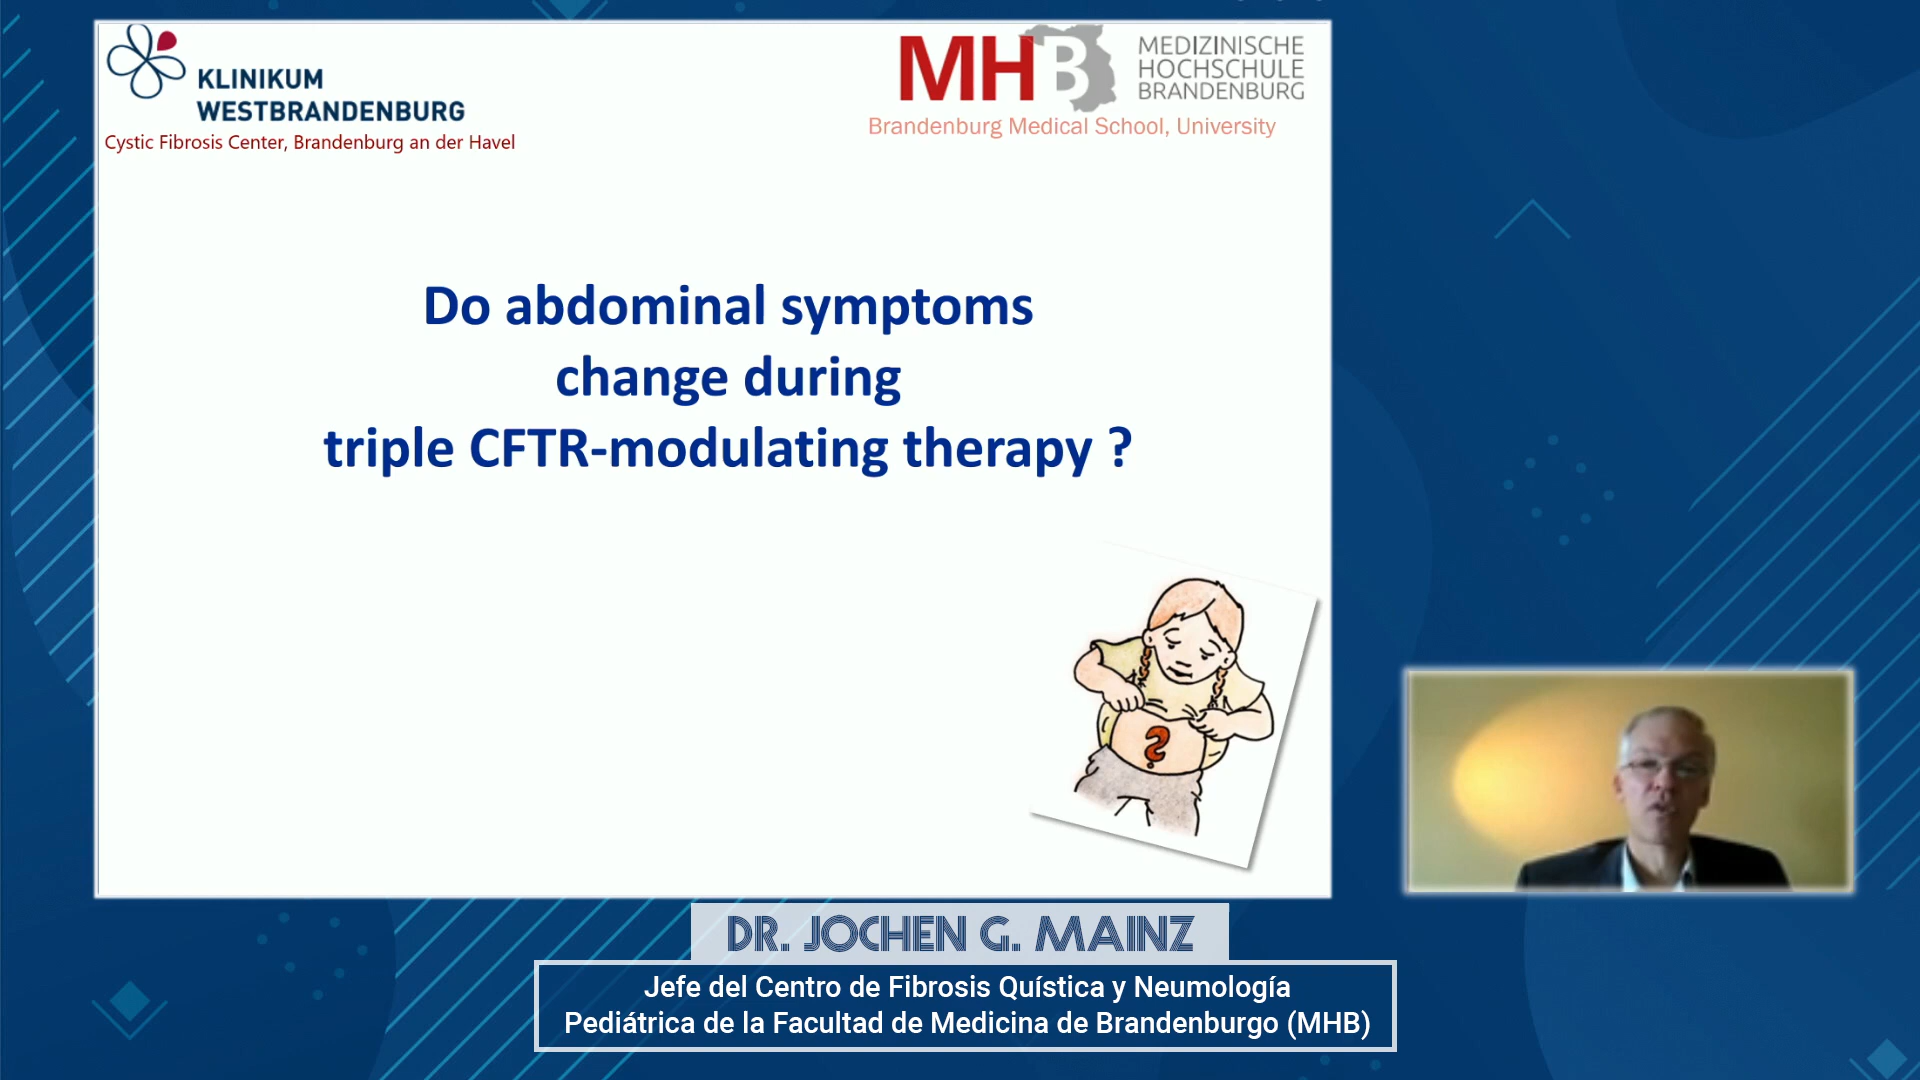 KLINIKUM
WESTBRANDENBURG
Cystic Fibrosis Center, Brandenburg an der Havel
MHB
MEDIZINISCHE
HOCHSCHULE
BRANDENBURG
Brandenburg Medical School, University
Do abdominal symptoms
change during
triple CFTR-modulating therapy ?
?
DR. JOCHEN G. MAINZ
Jefe del Centro de Fibrosis Quística y Neumología
Pediátrica de la Facultad de Medicina de Brandenburgo (MHB)